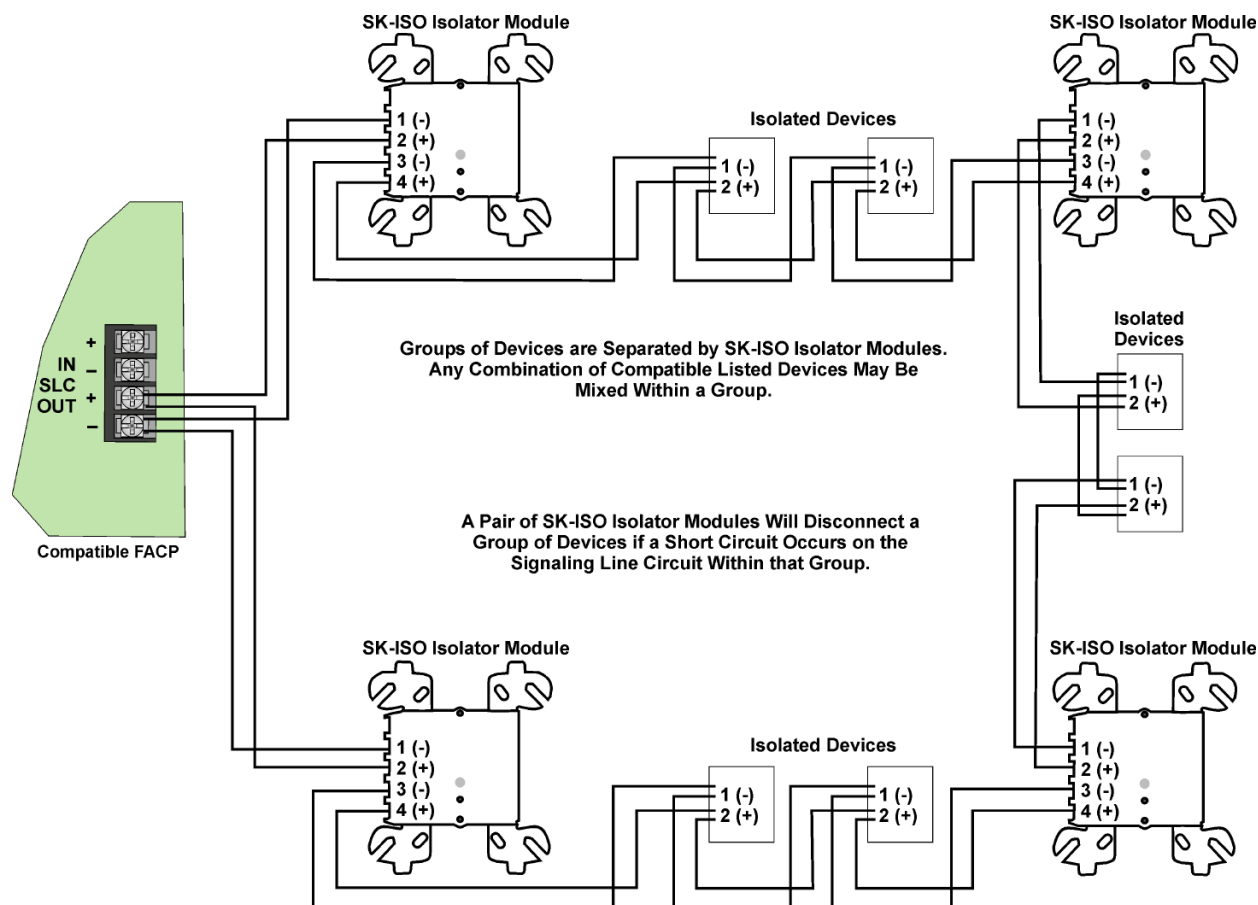 SK-ISO Isolator Module
SK-ISO Isolator Module
1 (-)
2 (+)
3 (-)
4 (+)
Isolated Devices
1 (-)
2 (+)
1 (-)
2 (+)
1 (-)
2 (+)
3 (-)
4 (+)
+
IN
–
SLC
+
OUT
–
Compatible FACP
Groups of Devices are Separated by SK-ISO Isolator Modules.
Any Combination of Compatible Listed Devices May Be
Mixed Within a Group.
Isolated
Devices
1 (-)
2 (+)
1 (-)
2 (+)
A Pair of SK-ISO Isolator Modules Will Disconnect a
Group of Devices if a Short Circuit Occurs on the
Signaling Line Circuit Within that Group.
SK-ISO Isolator Module
SK-ISO Isolator Module
1 (-)
2 (+)
3 (-)
4 (+)
Isolated Devices
1 (-)
2 (+)
1 (-)
2 (+)
1 (-)
2 (+)
3 (-)
4 (+)